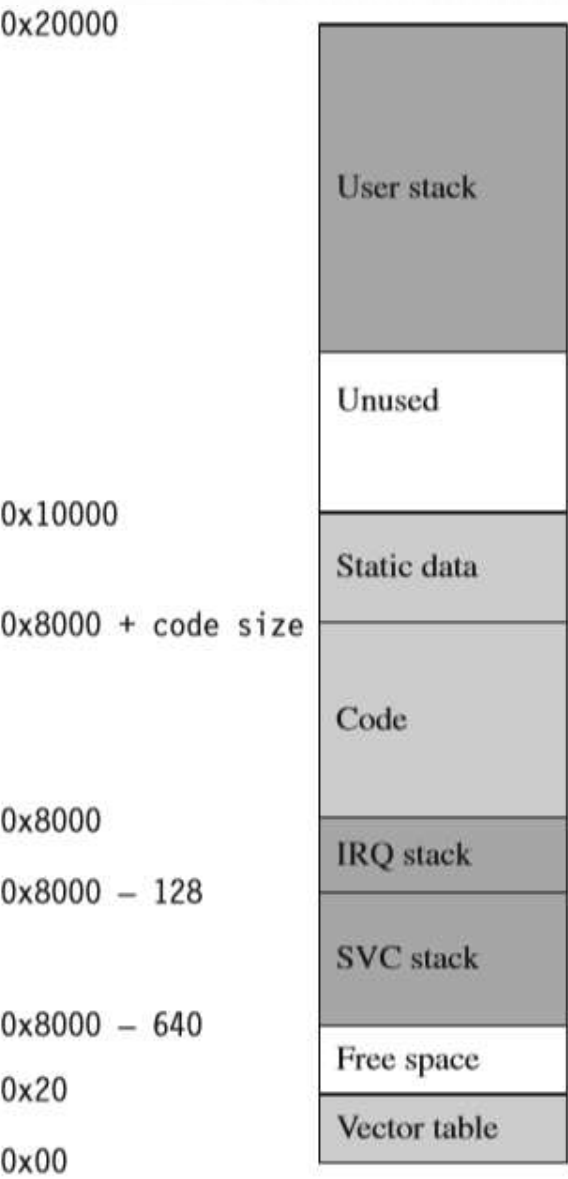 0x20000
User stack
Unused
0x10000
Static data
0x8000 + code size
Code
0x8000
IRQ stack
0x8000 – 128
SVC stack
0x8000 – 640
Free space
0x20
Vector table
0x00